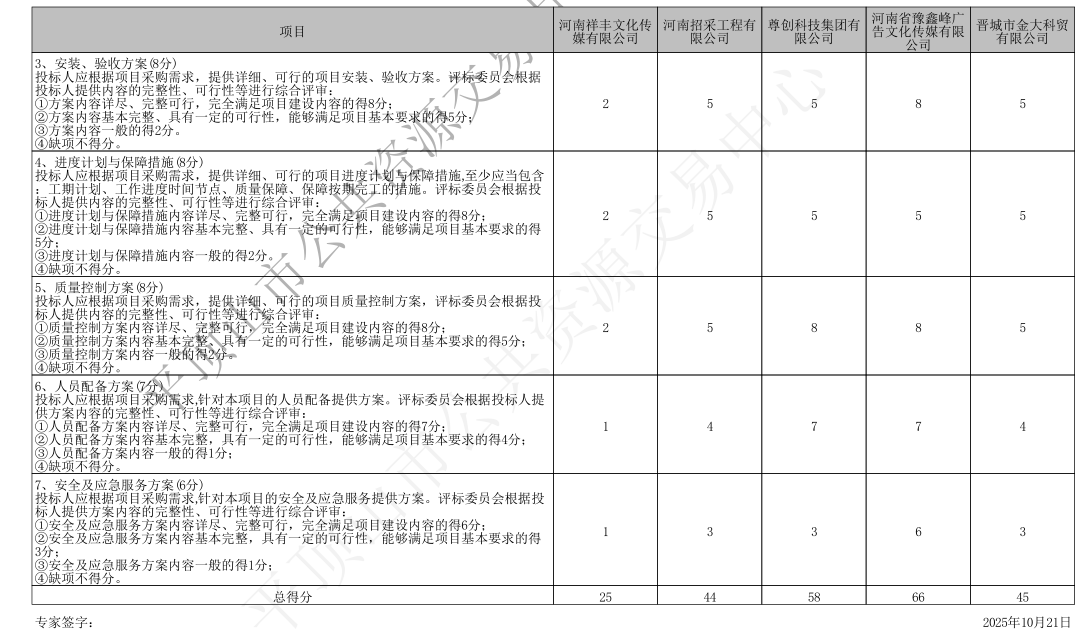 项目
河南祥丰文化传
媒有限公司
河南招采工程有
限公司
尊创科技集团有
限公司
河南省豫鑫峰广
告文化传媒有限
公司
晋城市金大科贸
有限公司
3、安装、验收方案(8分)
投标人应根据项目采购需求，提供详细、可行的项目安装、验收方案。评标委员会根据
投标人提供内容的完整性、可行性等进行综合评审：
①方案内容详尽、完整可行，完全满足项目建设内容的得8分；
②方案内容基本完整、具有一定的可行性，能够满足项目基本要求的得5分；
③方案内容一般的得2分。
④缺项不得分。
2 5 5 8 5
4、进度计划与保障措施(8分)
投标人应根据项目采购需求，提供详细、可行的项目进度计划与保障措施,至少应当包含
：工期计划、工作进度时间节点、质量保障、保障按期完工的措施。评标委员会根据投
标人提供内容的完整性、可行性等进行综合评审：
①进度计划与保障措施内容详尽、完整可行，完全满足项目建设内容的得8分；
②进度计划与保障措施内容基本完整、具有一定的可行性，能够满足项目基本要求的得
5分；
③进度计划与保障措施内容一般的得2分。
④缺项不得分。
2 5 5 5 5
5、质量控制方案(8分)
投标人应根据项目采购需求，提供详细、可行的项目质量控制方案，评标委员会根据投
标人提供内容的完整性、可行性等进行综合评审：
①质量控制方案内容详尽、完整可行，完全满足项目建设内容的得8分；
②质量控制方案内容基本完整、具有一定的可行性，能够满足项目基本要求的得5分；
③质量控制方案内容一般的得2分。
④缺项不得分。
2 5 8 8 5
6、人员配备方案(7分)
投标人应根据项目采购需求,针对本项目的人员配备提供方案。评标委员会根据投标人提
供方案内容的完整性、可行性等进行综合评审：
①人员配备方案内容详尽、完整可行，完全满足项目建设内容的得7分；
②人员配备方案内容基本完整，具有一定的可行性，能够满足项目基本要求的得4分；
③人员配备方案内容一般的得1分；
④缺项不得分。
1 4 7 7 4
7、安全及应急服务方案(6分)
投标人应根据项目采购需求,针对本项目的安全及应急服务提供方案。评标委员会根据投
标人提供方案内容的完整性、可行性等进行综合评审：
①安全及应急服务方案内容详尽、完整可行，完全满足项目建设内容的得6分；
②安全及应急服务方案内容基本完整，具有一定的可行性，能够满足项目基本要求的得
3分；
③安全及应急服务方案内容一般的得1分；
④缺项不得分。
1 3 3 6 3
总得分 25 44 58 66 45
专家签字： 2025年10月21日
平顶山市公共资源交易中
平顶山市公共资源交易中心